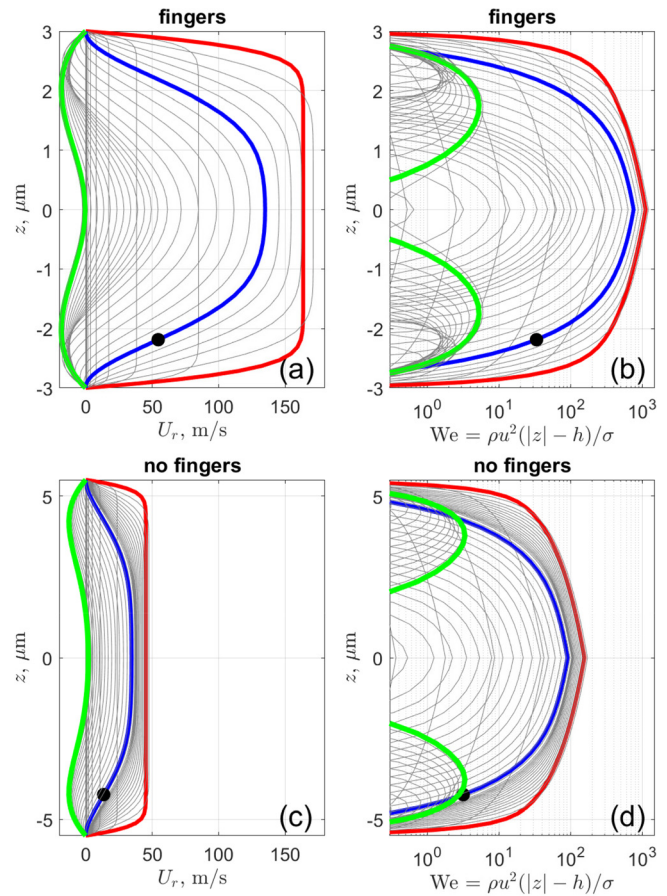 fingers
fingers
3
2
1
0
-1
-2
-3
z, μm
0
50
100
150
U_r, m/s
(a)
3
2
1
0
-1
-2
-3
z, μm
10^0
10^1
10^2
10^3
We = ρu^2(|z| − h)/σ
(b)
no fingers
no fingers
5
0
-5
z, μm
0
50
100
150
U_r, m/s
(c)
5
0
-5
z, μm
10^0
10^1
10^2
10^3
We = ρu^2(|z| − h)/σ
(d)